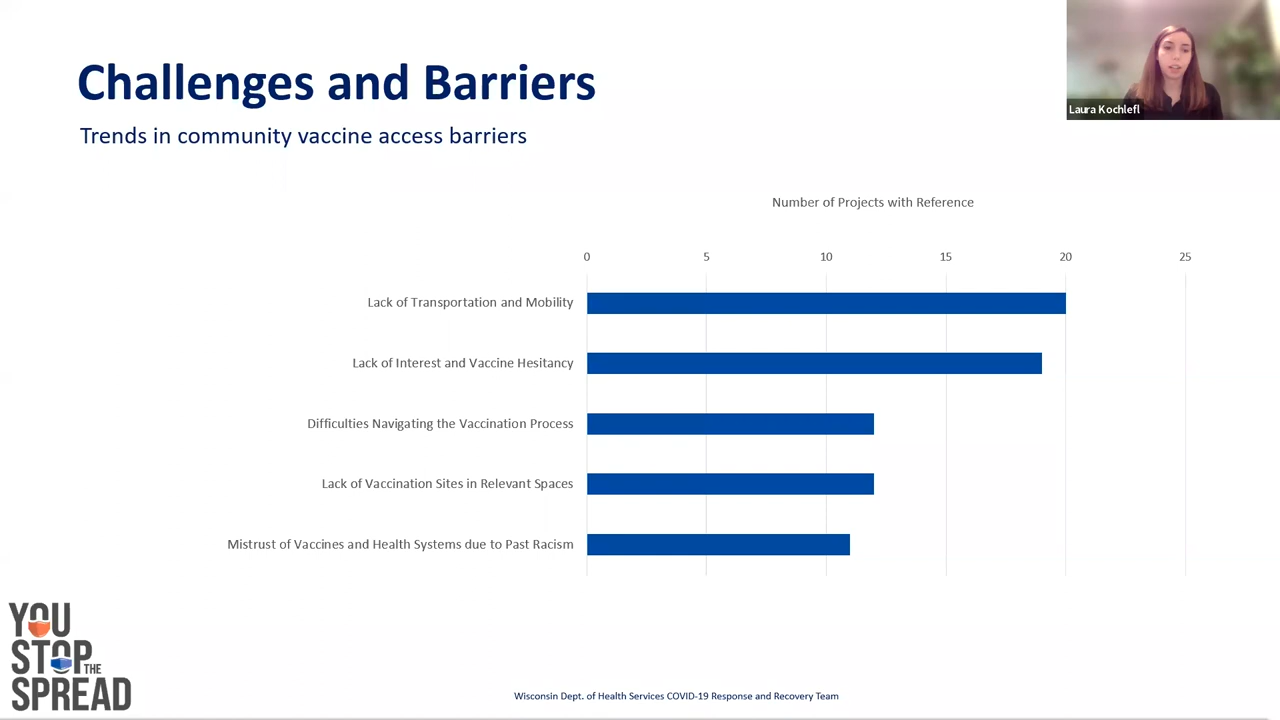 Challenges and Barriers
Trends in community vaccine access barriers
Laura Kochlefl
Number of Projects with Reference
0 5 10 15 20 25
Lack of Transportation and Mobility
Lack of Interest and Vaccine Hesitancy
Difficulties Navigating the Vaccination Process
Lack of Vaccination Sites in Relevant Spaces
Mistrust of Vaccines and Health Systems due to Past Racism
YOU
STOP THE
SPREAD
Wisconsin Dept. of Health Services COVID-19 Response and Recovery Team